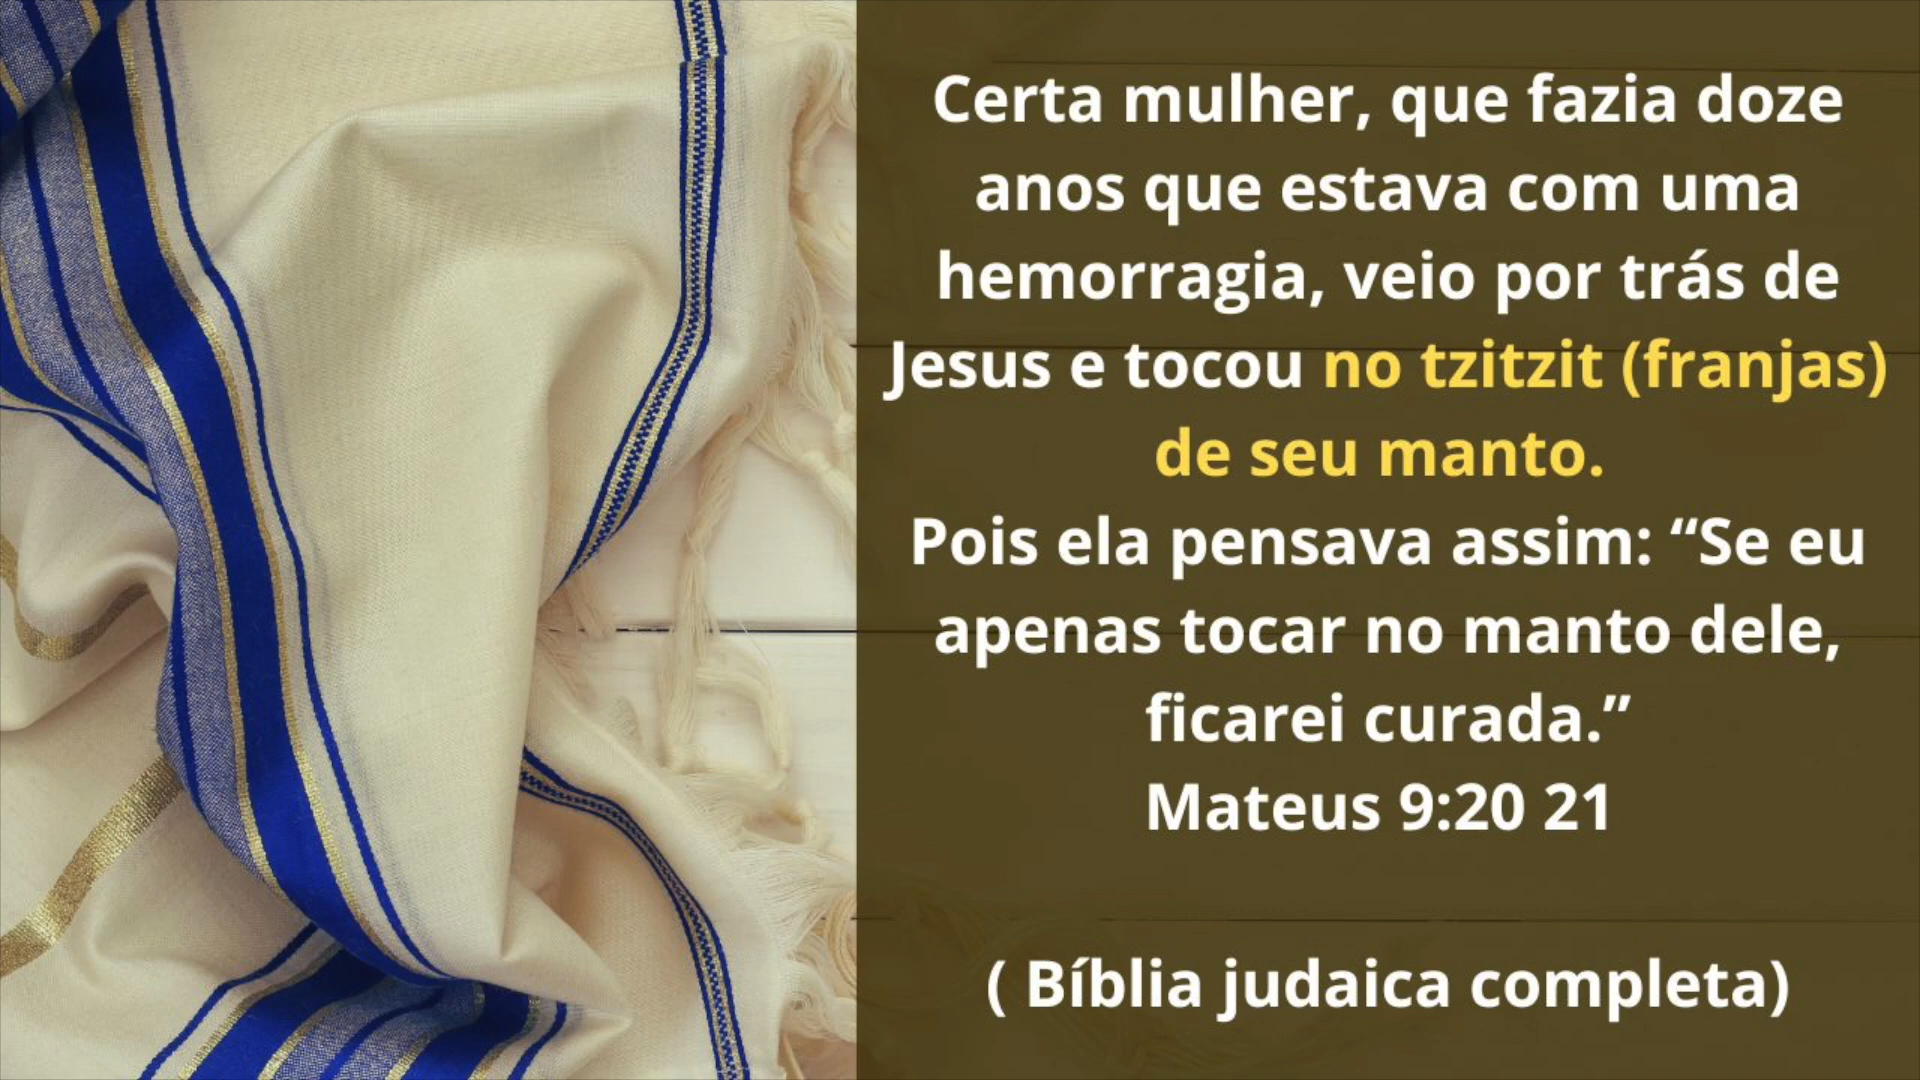 Certa mulher, que fazia doze
anos que estava com uma
hemorragia, veio por trás de
Jesus e tocou no tzitzit (franjas)
de seu manto.
Pois ela pensava assim: “Se eu
apenas tocar no manto dele,
ficarei curada.”
Mateus 9:20 21
( Bíblia judaica completa)